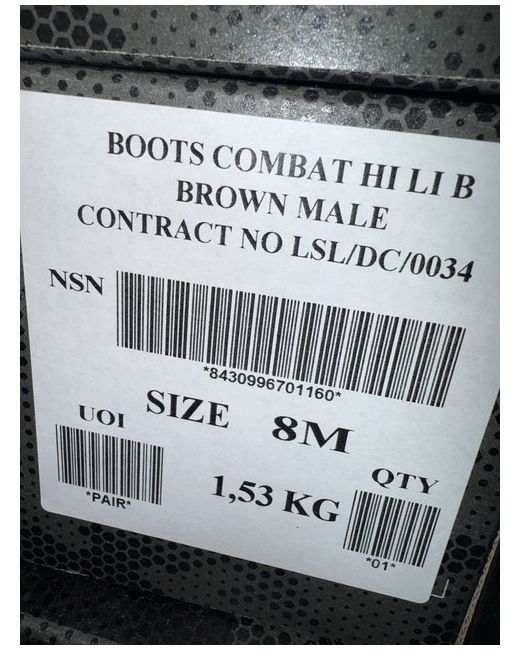 BOOTS COMBAT HI LI B
BROWN MALE
CONTRACT NO LSL/DC/0034
NSN
*8430996701160*
SIZE 8M
UOI
*PAIR*
1,53 KG
QTY
*01*